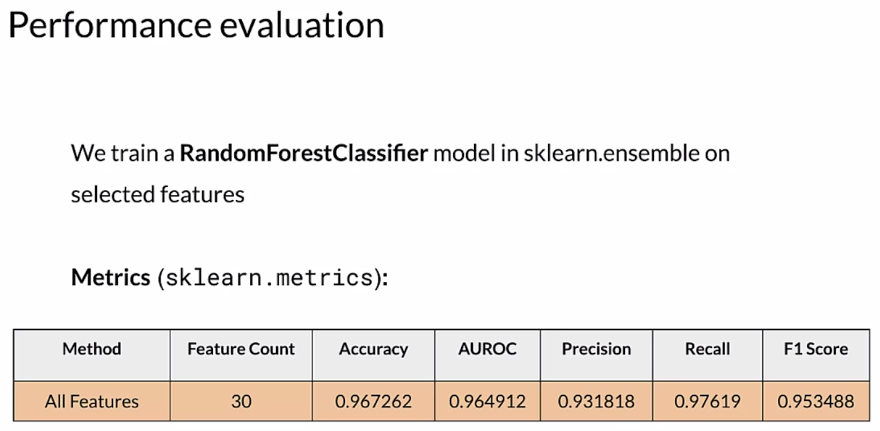 Performance evaluation
We train a RandomForestClassifier model in sklearn.ensemble on
selected features
Metrics (sklearn.metrics):
Method Feature Count Accuracy AUROC Precision Recall F1 Score
All Features 30 0.967262 0.964912 0.931818 0.97619 0.953488